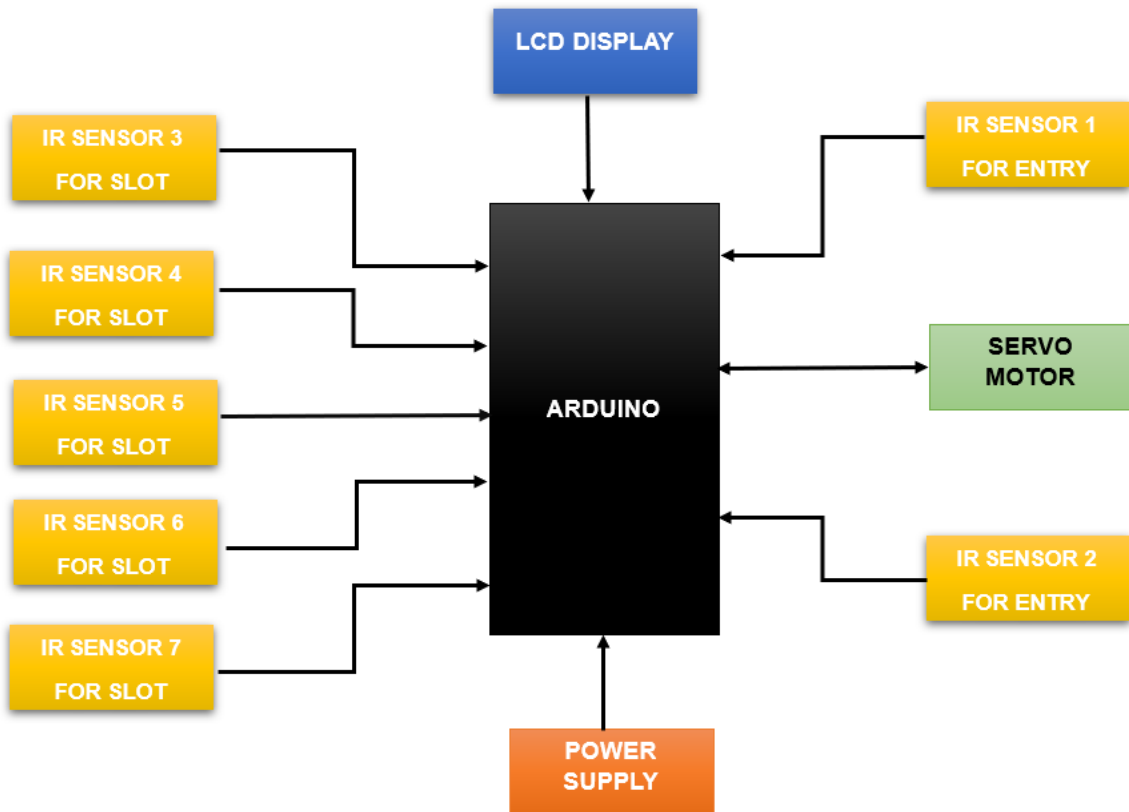 LCD DISPLAY
IR SENSOR 3
FOR SLOT
IR SENSOR 4
FOR SLOT
IR SENSOR 5
FOR SLOT
IR SENSOR 6
FOR SLOT
IR SENSOR 7
FOR SLOT
ARDUINO
IR SENSOR 1
FOR ENTRY
SERVO
MOTOR
IR SENSOR 2
FOR ENTRY
POWER
SUPPLY